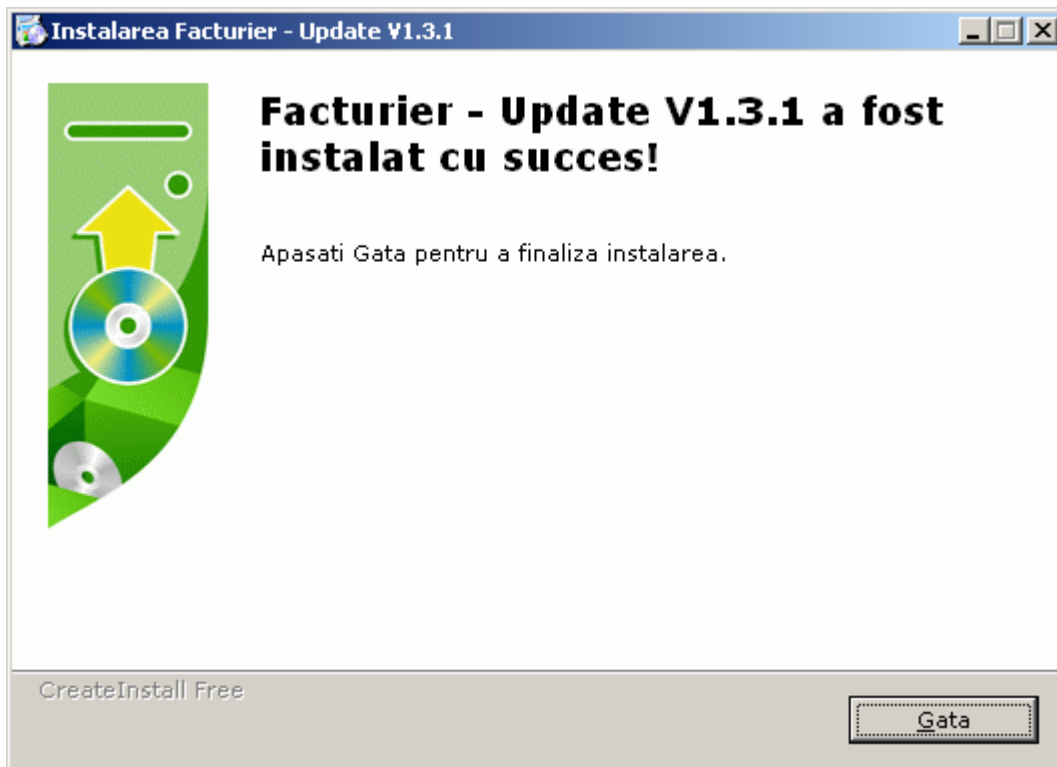 Instalarea Facturier - Update V1.3.1
Facturier - Update V1.3.1 a fost
instalat cu succes!
Apasati Gata pentru a finaliza instalarea.
CreateInstall Free
Gata